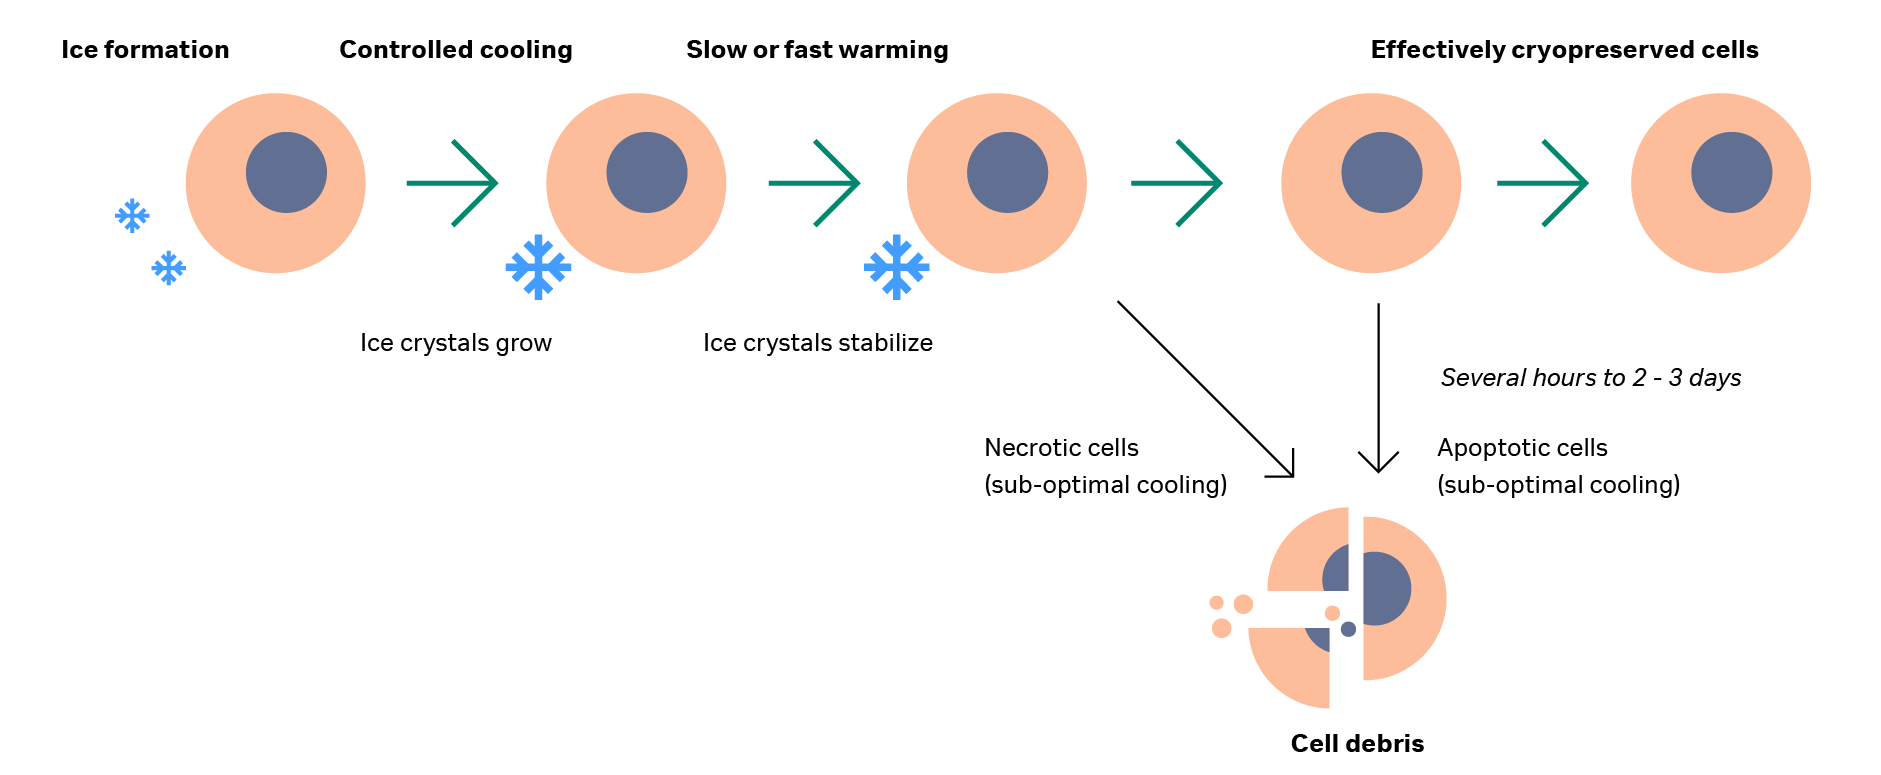 Ice formation
Controlled cooling
Slow or fast warming
Effectively cryopreserved cells
Ice crystals grow
Ice crystals stabilize
Several hours to 2 - 3 days
Necrotic cells
(sub-optimal cooling)
Apoptotic cells
(sub-optimal cooling)
Cell debris